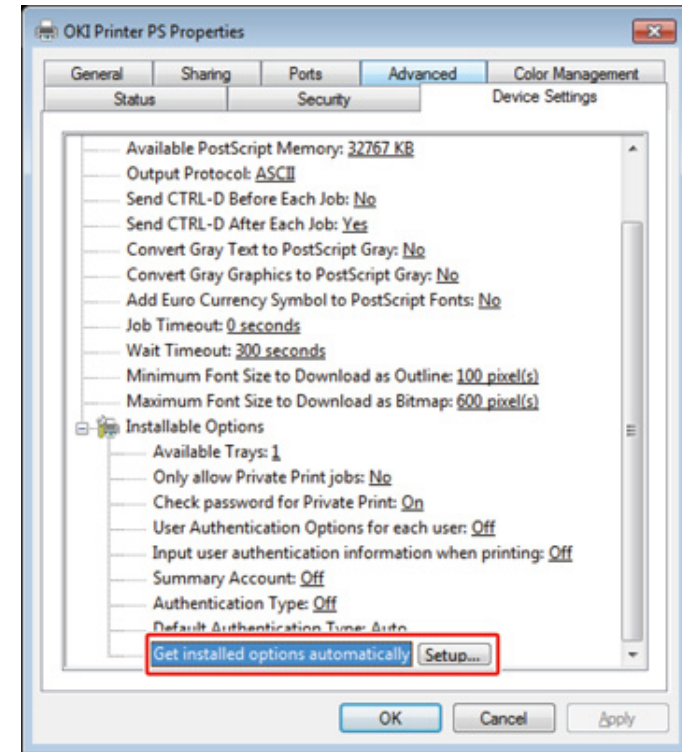 OKI Printer PS Properties
General Sharing Ports Advanced Color Management
Status Security Device Settings
Available PostScript Memory: 32767 KB
Output Protocol: ASCII
Send CTRL-D Before Each Job: No
Send CTRL-D After Each Job: Yes
Convert Gray Text to PostScript Gray: No
Convert Gray Graphics to PostScript Gray: No
Add Euro Currency Symbol to PostScript Fonts: No
Job Timeout: 0 seconds
Wait Timeout: 300 seconds
Minimum Font Size to Download as Outline: 100 pixel(s)
Maximum Font Size to Download as Bitmap: 600 pixel(s)
Installable Options
Available Trays: 1
Only allow Private Print jobs: No
Check password for Private Print: On
User Authentication Options for each user: Off
Input user authentication information when printing: Off
Summary Account: Off
Authentication Type: Off
Default Authentication Type: Auto
Get installed options automatically Setup...
OK Cancel Apply